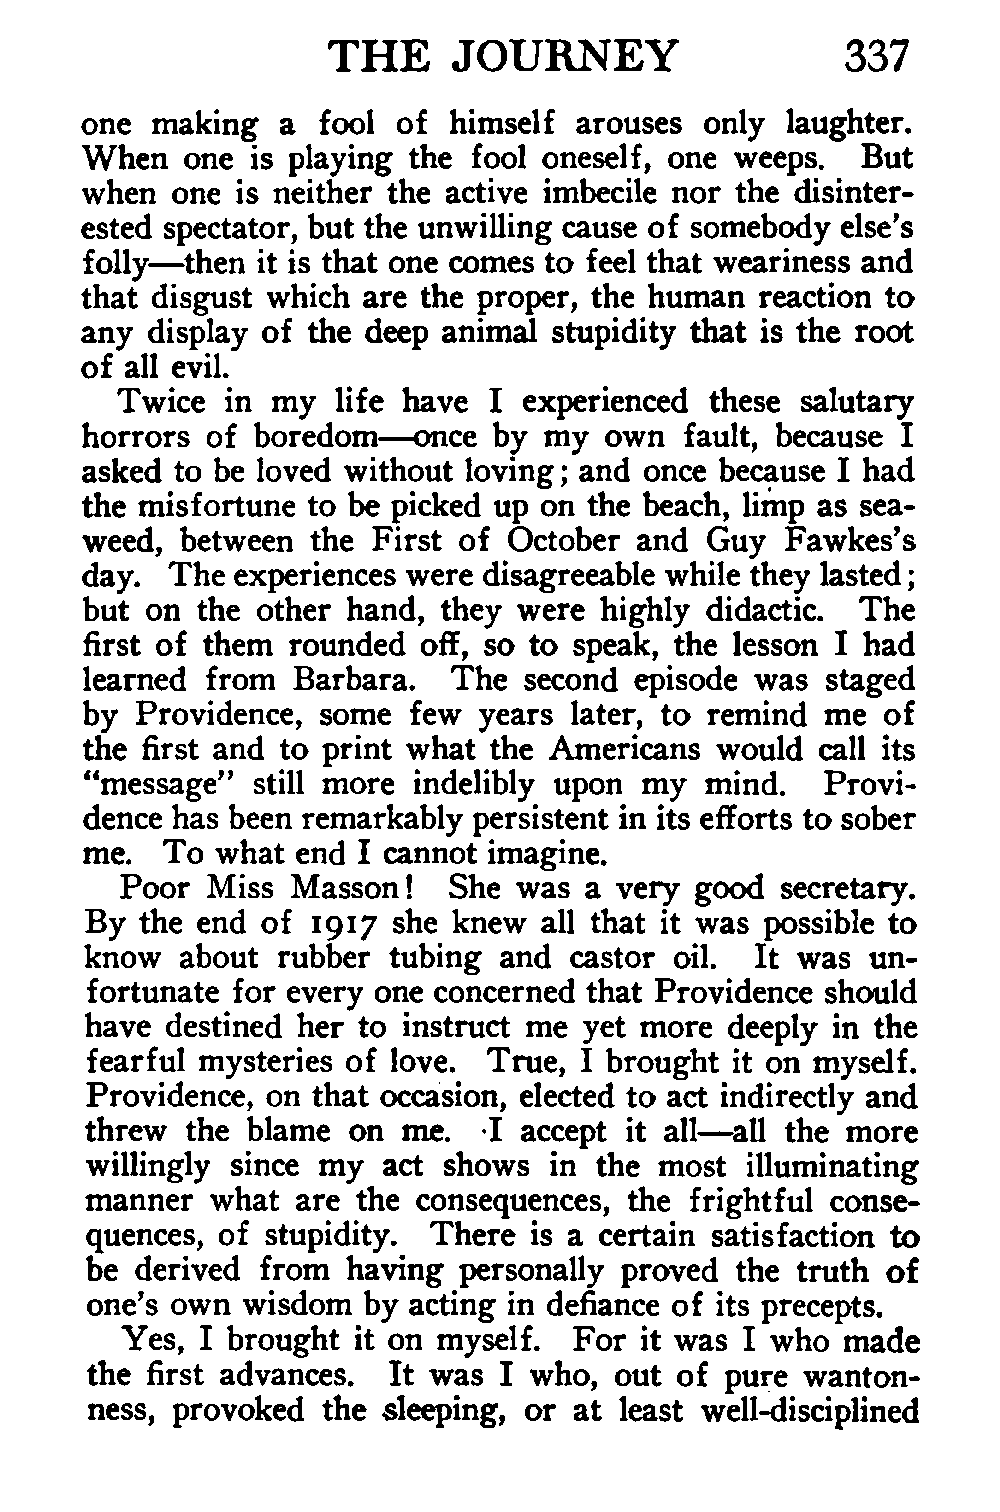 THE JOURNEY 337
one making a fool of himself arouses only laughter.
When one is playing the fool oneself, one weeps. But
when one is neither the active imbecile nor the disinter-
ested spectator, but the unwilling cause of somebody else's
folly—then it is that one comes to feel that weariness and
that disgust which are the proper, the human reaction to
any display of the deep animal stupidity that is the root
of all evil.
Twice in my life have I experienced these salutary
horrors of boredom—once by my own fault, because I
asked to be loved without loving; and once because I had
the misfortune to be picked up on the beach, limp as sea-
weed, between the First of October and Guy Fawkes's
day. The experiences were disagreeable while they lasted;
but on the other hand, they were highly didactic. The
first of them rounded off, so to speak, the lesson I had
learned from Barbara. The second episode was staged
by Providence, some few years later, to remind me of
the first and to print what the Americans would call its
"message" still more indelibly upon my mind. Provi-
dence has been remarkably persistent in its efforts to sober
me. To what end I cannot imagine.
Poor Miss Masson! She was a very good secretary.
By the end of 1917 she knew all that it was possible to
know about rubber tubing and castor oil. It was un-
fortunate for every one concerned that Providence should
have destined her to instruct me yet more deeply in the
fearful mysteries of love. True, I brought it on myself.
Providence, on that occasion, elected to act indirectly and
threw the blame on me. I accept it all—all the more
willingly since my act shows in the most illuminating
manner what are the consequences, the frightful conse-
quences, of stupidity. There is a certain satisfaction to
be derived from having personally proved the truth of
one's own wisdom by acting in defiance of its precepts.
Yes, I brought it on myself. For it was I who made
the first advances. It was I who, out of pure wanton-
ness, provoked the sleeping, or at least well-disciplined